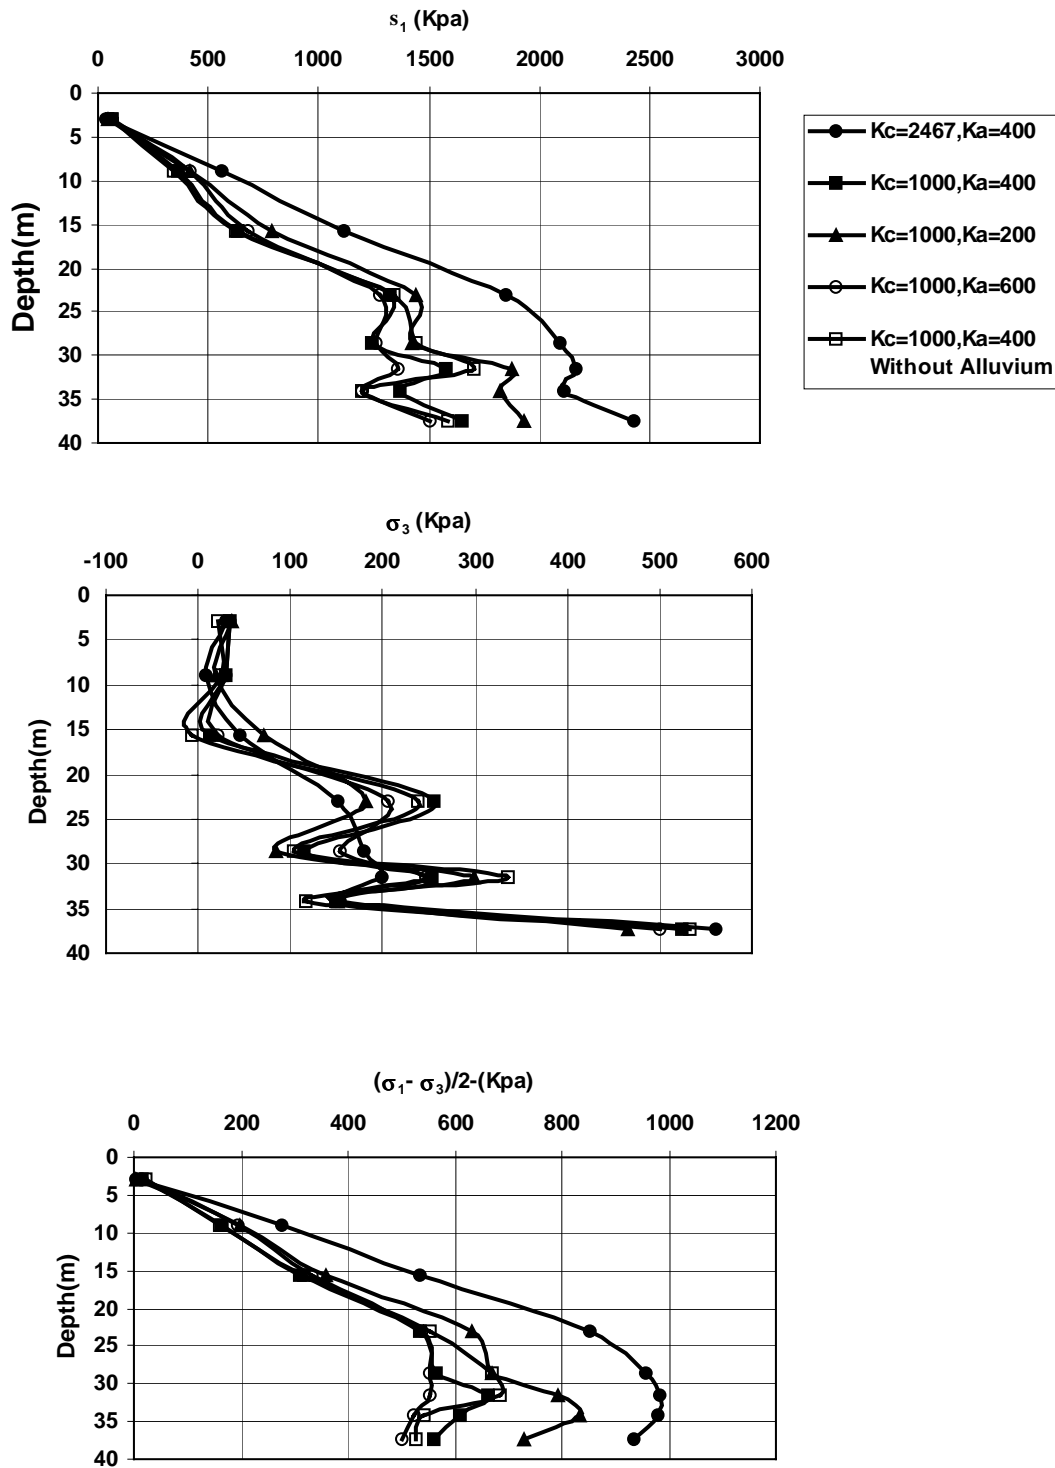 s1 (Kpa)
0 500 1000 1500 2000 2500 3000
0
5
10
15
20
25
30
35
40
Depth(m)
Kc=2467,Ka=400
Kc=1000,Ka=400
Kc=1000,Ka=200
Kc=1000,Ka=600
Kc=1000,Ka=400
Without Alluvium
σ3 (Kpa)
-100 0 100 200 300 400 500 600
0
5
10
15
20
25
30
35
40
Depth(m)
(σ1- σ3)/2-(Kpa)
0 200 400 600 800 1000 1200
0
5
10
15
20
25
30
35
40
Depth(m)